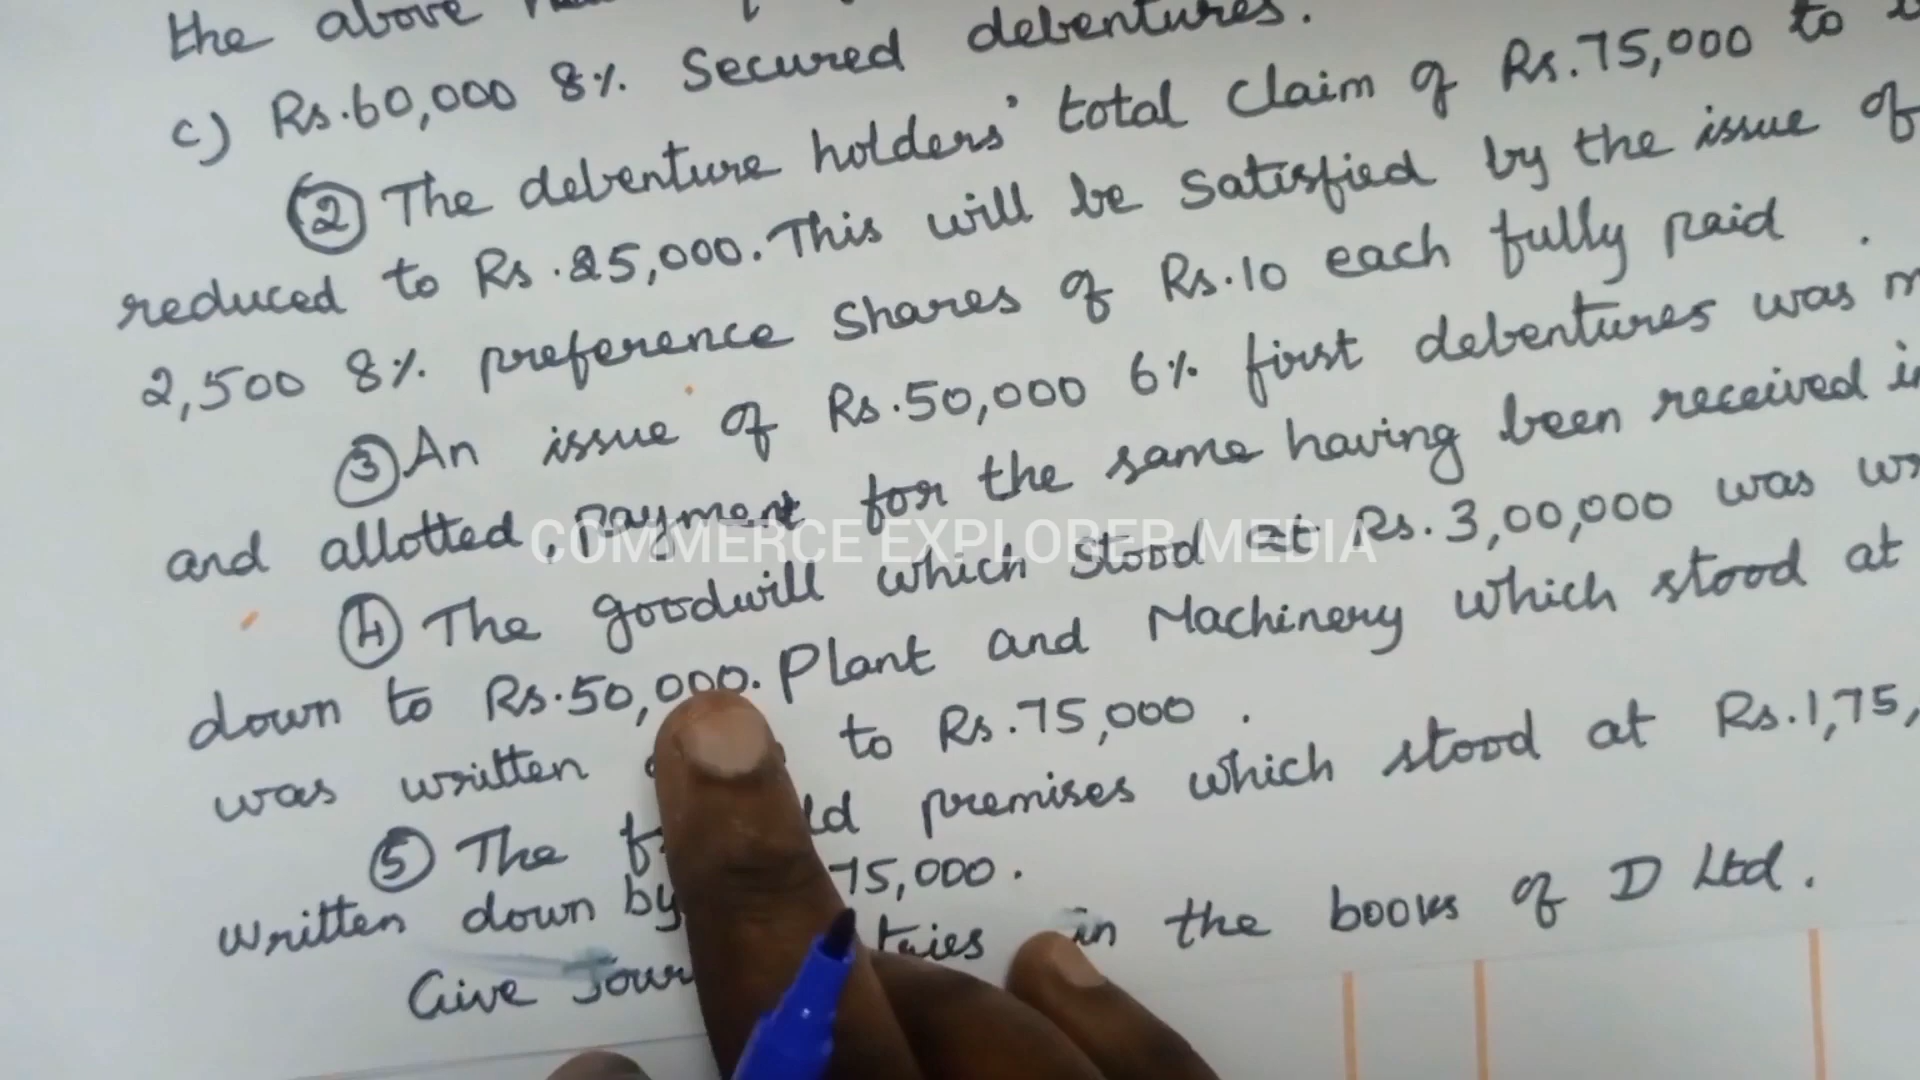 the above
c) Rs.60,000 8% Secured debentures.
② The debenture holders' total claim of Rs.75,000 to
reduced to Rs.25,000. This will be satisfied by the issue of
2,500 8% preference shares of Rs.10 each fully paid.
③ An issue of Rs.50,000 6% first debentures was
and allotted, payment for the same having been received
④ The goodwill which stood at Rs.3,00,000 was
down to Rs.50,000. Plant and Machinery which stood at
was written to Rs.75,000.
⑤ The premises which stood at Rs.1,75,
written down by 75,000.
Give in the books of D Ltd.
COMMERCE EXPLORER MEDIA